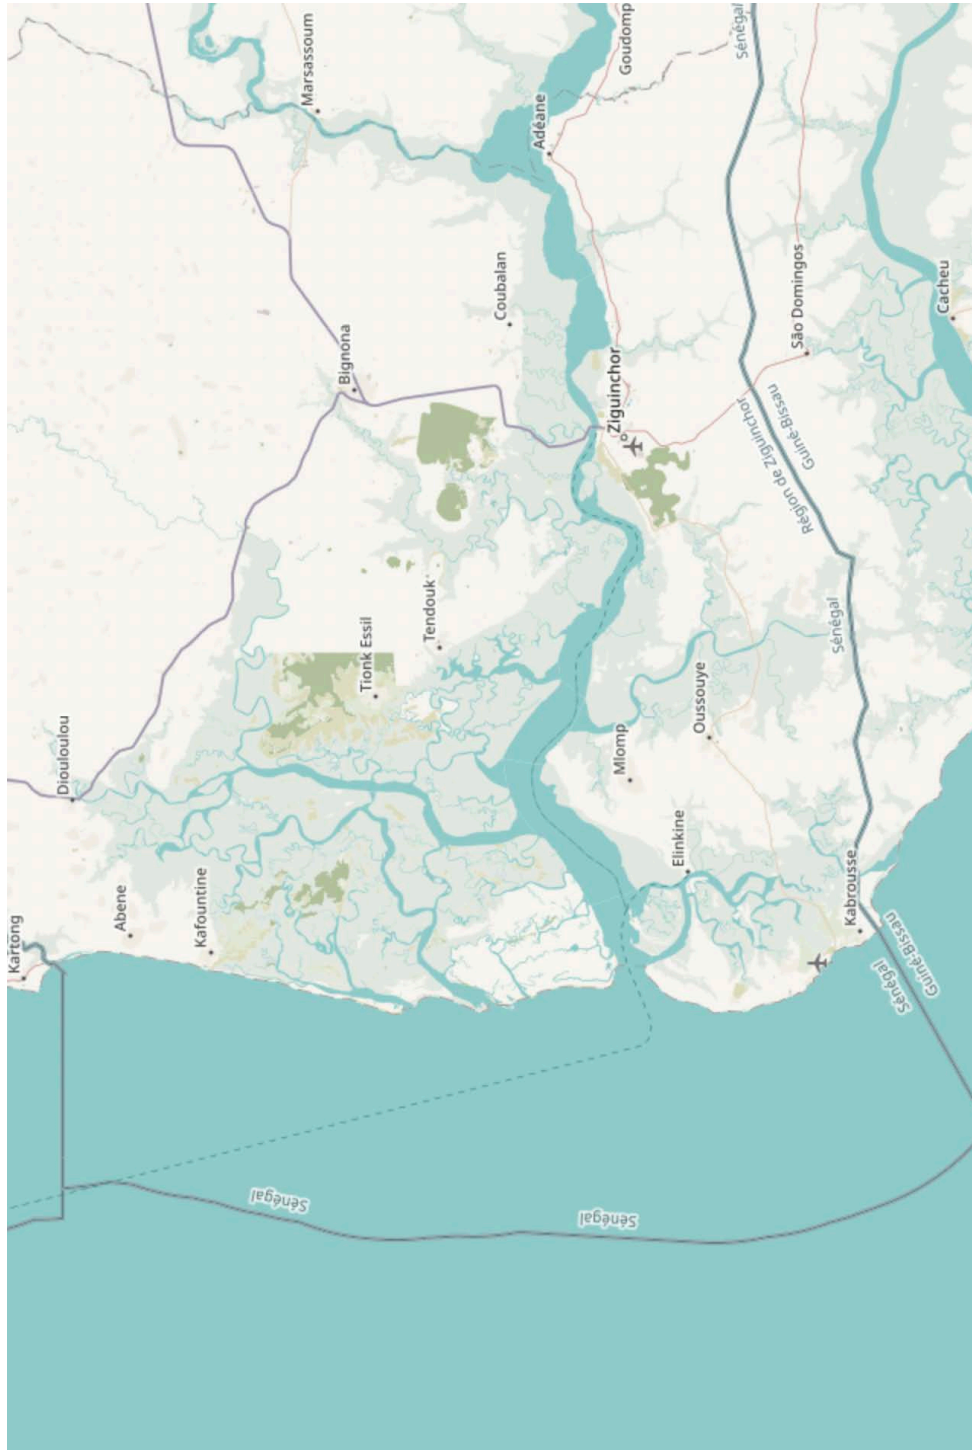 Kartong
Diouloulou
Abene
Kafountine
Sénégal
Marsassoum
Bignona
Tionk Essil
Tendouk
Coubalan
Adéane
Sénégal
Ziguinchor
Mlomp
Goudomp
Elinkine
Oussouye
Sénégal
Région de Ziguinchor
Guiné-Bissau
São Domingos
Sénégal
Kabrousse
Sénégal
Guiné-Bissau
Cacheu